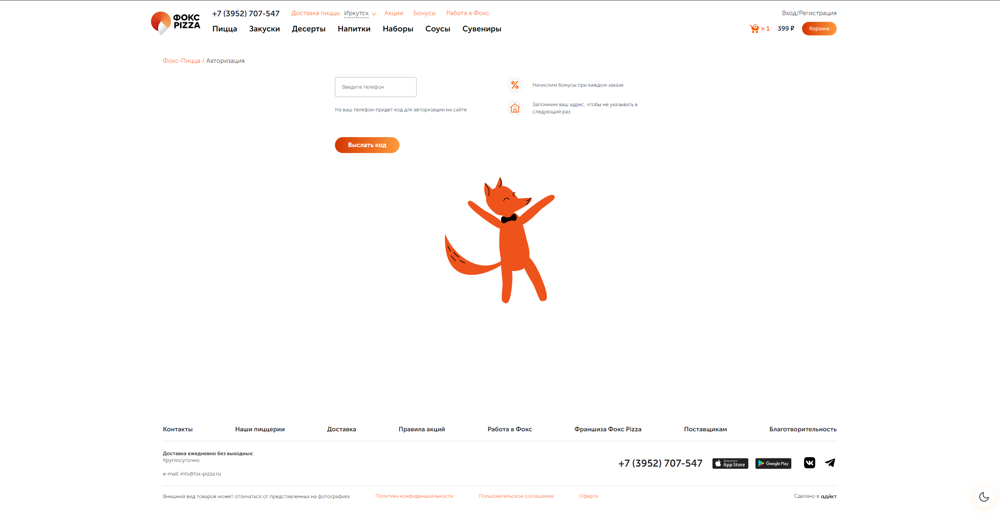 ФОКС
PIZZA
+7 (3952) 707-547
Доставка пиццы Иркутск
Акции
Бонусы
Работа в Фокс
Вход/Регистрация
Пицца
Закуски
Десерты
Напитки
Наборы
Соусы
Сувениры
× 1
399 ₽
Корзина
Фокс-Пицца / Авторизация
Введите телефон
На ваш телефон придет код для авторизации на сайте
Выслать код
Начислим бонусы при каждом заказе
Запомним ваш адрес, чтобы не указывать в
следующий раз
Контакты
Наши пиццерии
Доставка
Правила акций
Работа в Фокс
Франшиза Фокс Pizza
Поставщикам
Благотворительность
Доставка ежедневно без выходных:
Круглосуточно
e-mail: info@fox-pizza.ru
+7 (3952) 707-547
Загрузите в
App Store
Google Play
Внешний вид товаров может отличаться от представленных на фотографиях
Политика конфиденциальности
Пользовательское соглашение
Оферта
Сделано в адикт